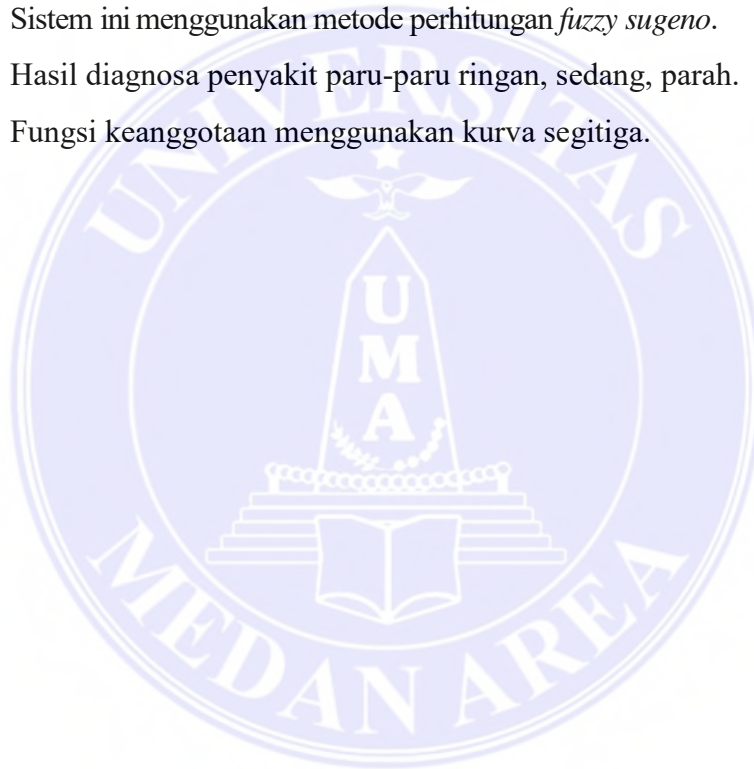 Sistem ini menggunakan metode perhitungan fuzzy sugeno.
Hasil diagnosa penyakit paru-paru ringan, sedang, parah.
Fungsi keanggotaan menggunakan kurva segitiga.
UNIVERSITAS
U
M
A
MEDAN AREA